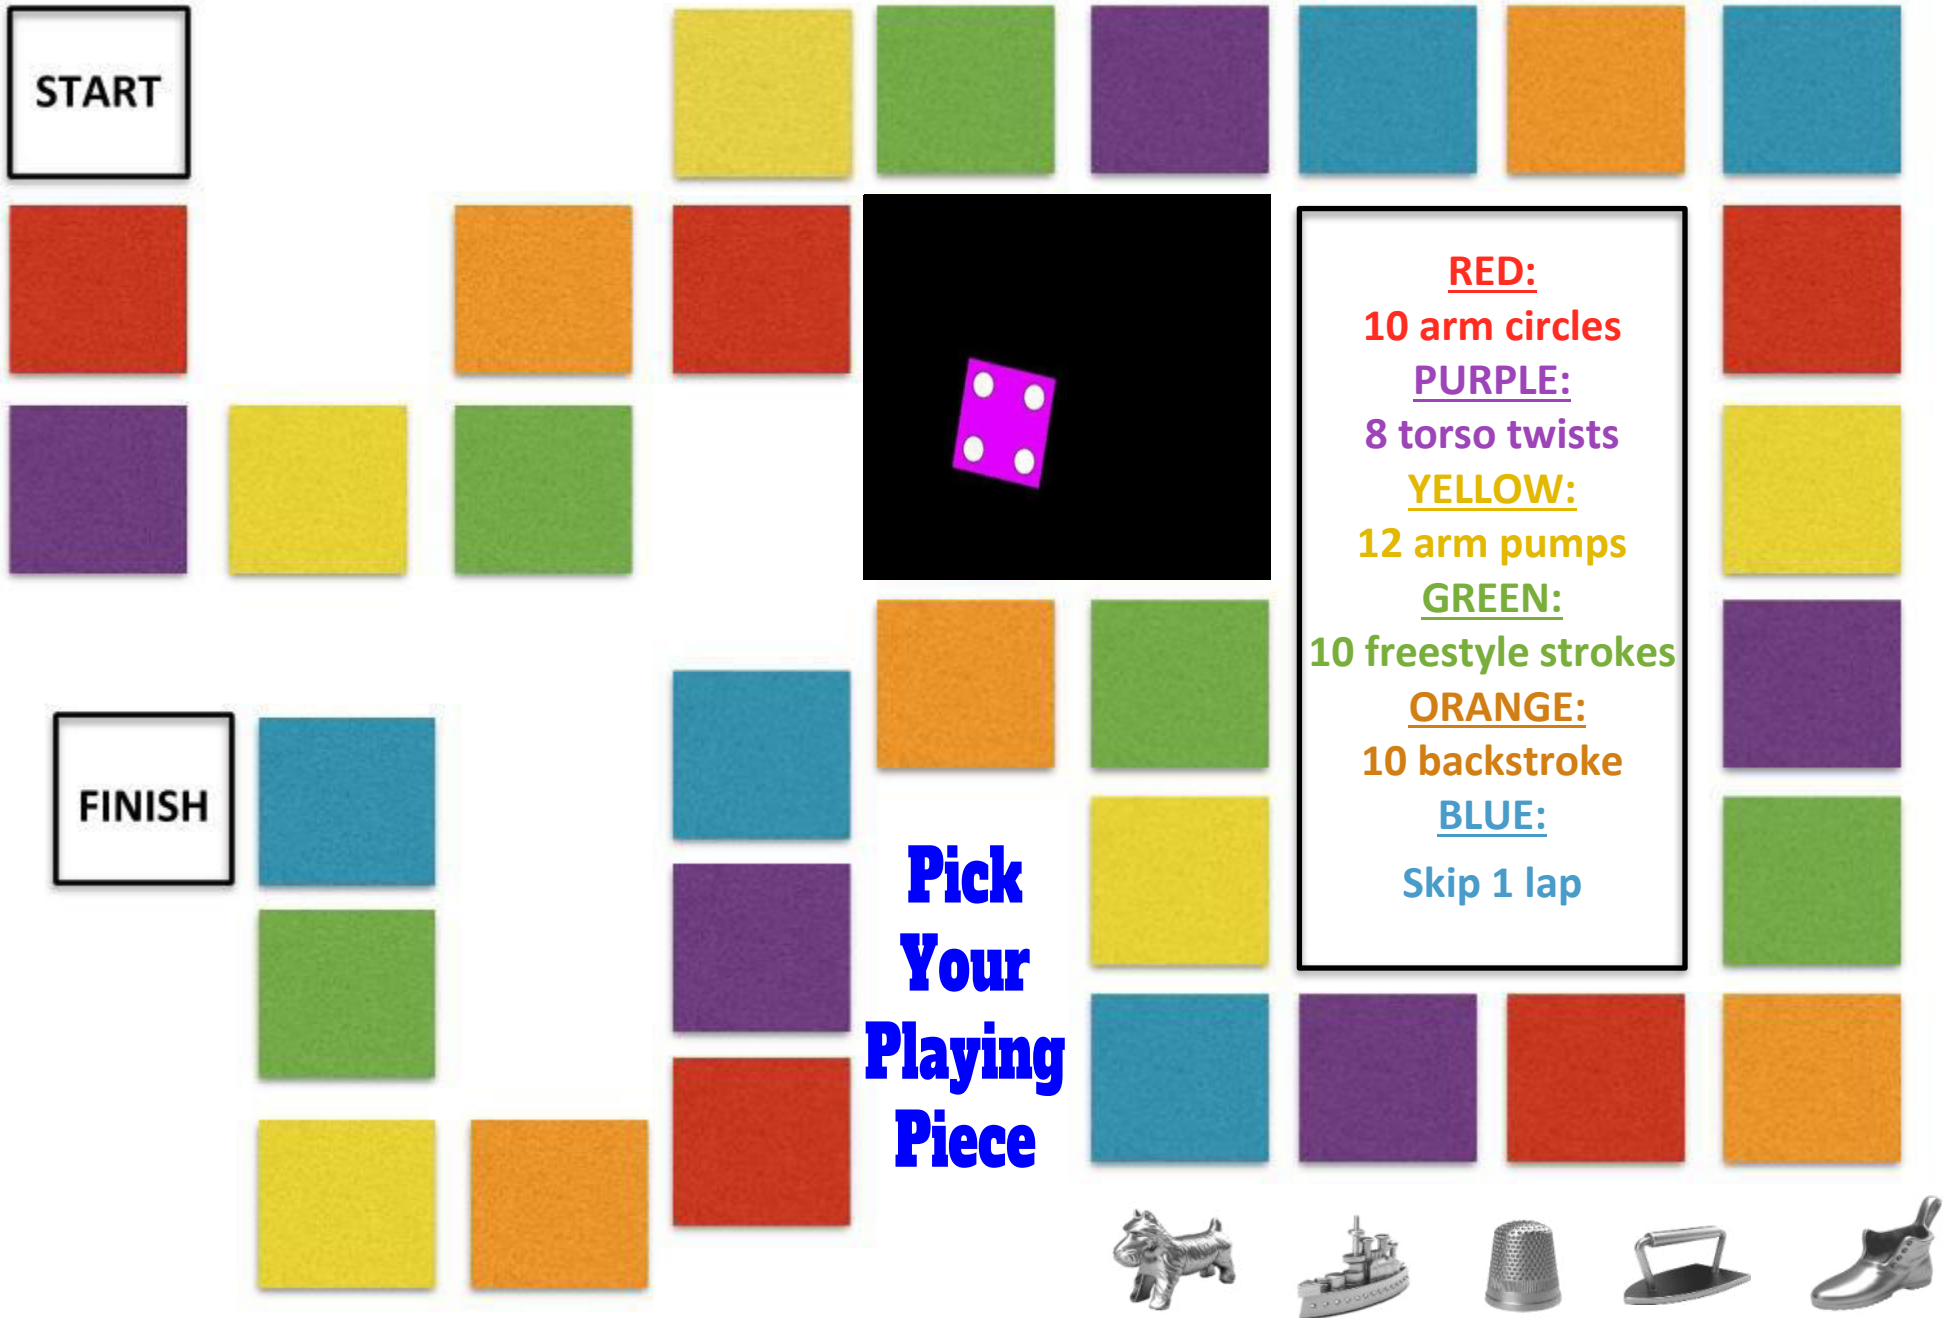 START
RED:
10 arm circles
PURPLE:
8 torso twists
YELLOW:
12 arm pumps
GREEN:
10 freestyle strokes
ORANGE:
10 backstroke
BLUE:
Skip 1 lap
FINISH
Pick
Your
Playing
Piece